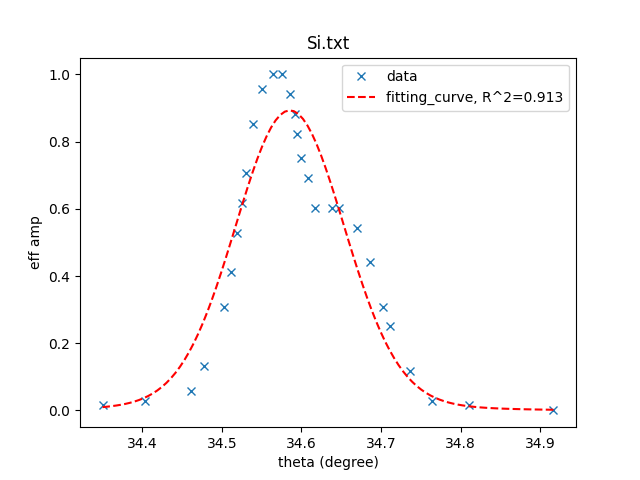 Si.txt
data
fitting_curve, R^2=0.913
1.0
0.8
0.6
0.4
0.2
0.0
eff amp
34.4 34.5 34.6 34.7 34.8 34.9
theta (degree)